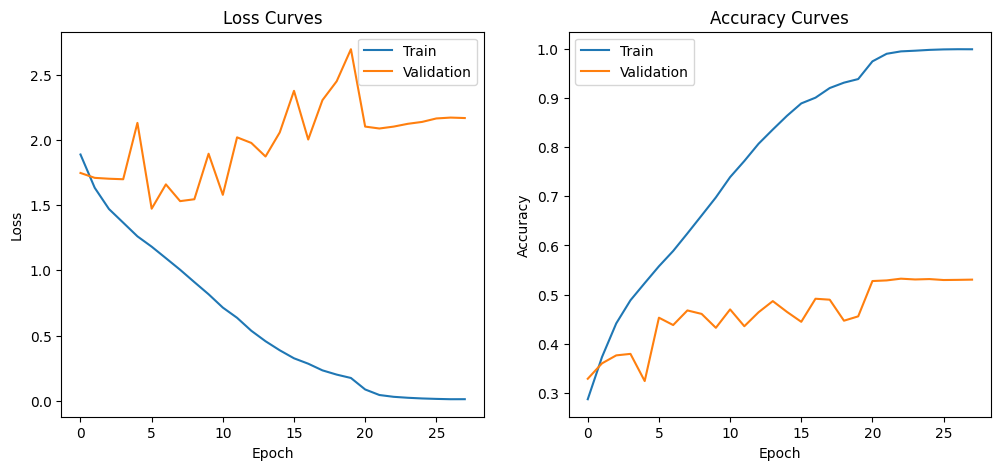 Loss Curves
Train
Validation
Loss
2.5
2.0
1.5
1.0
0.5
0.0
0 5 10 15 20 25
Epoch
Accuracy Curves
Train
Validation
Accuracy
1.0
0.9
0.8
0.7
0.6
0.5
0.4
0.3
0 5 10 15 20 25
Epoch